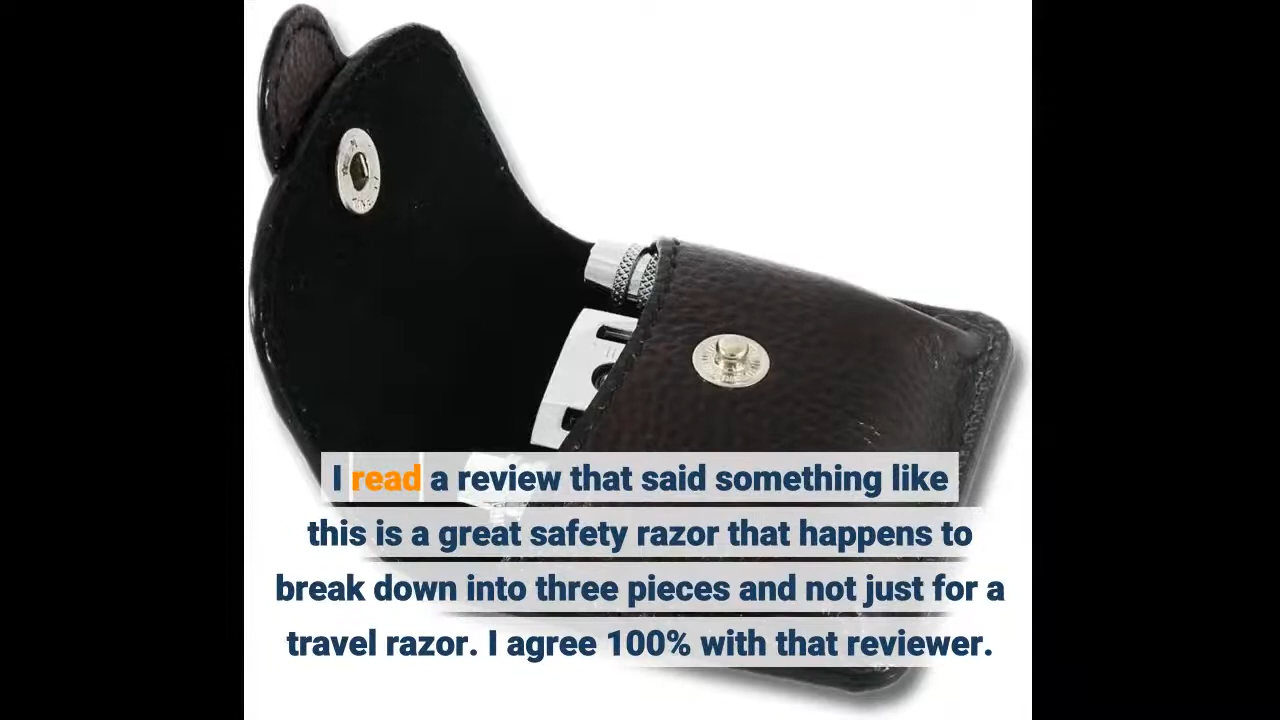 I read a review that said something like
this is a great safety razor that happens to
break down into three pieces and not just for a
travel razor. I agree 100% with that reviewer.